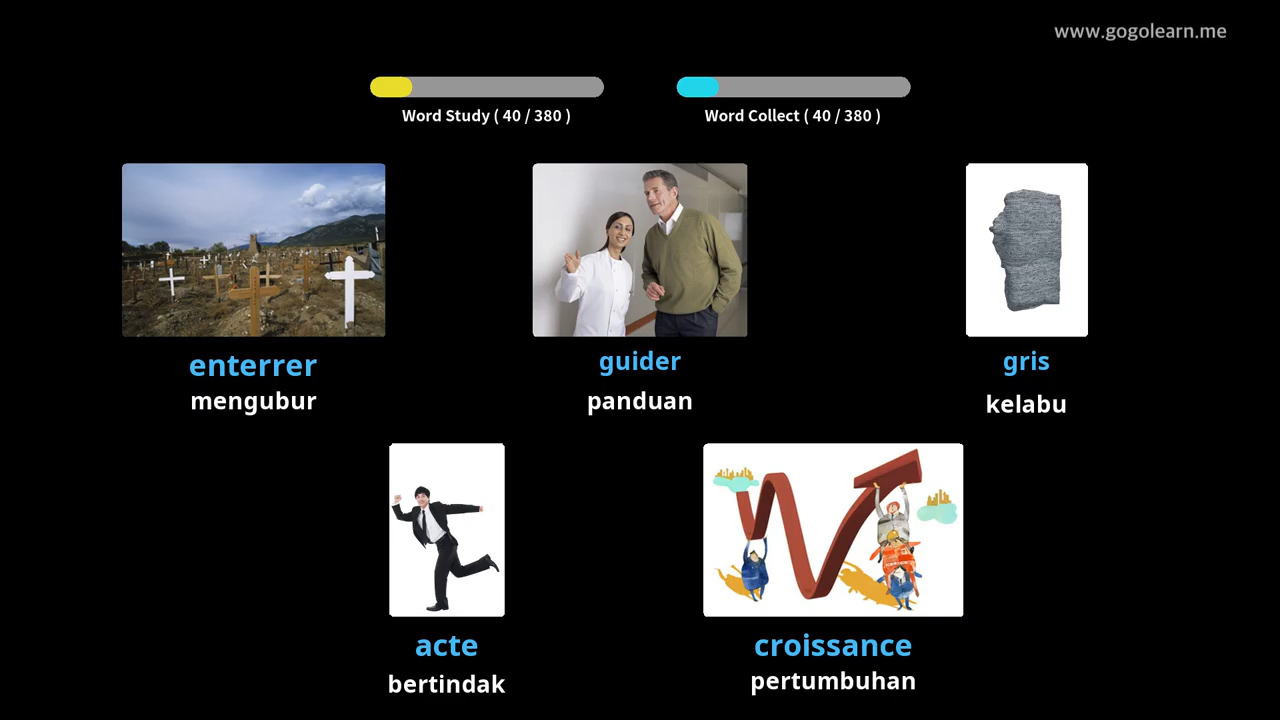 www.gogolearn.me
Word Study ( 40 / 380 )
Word Collect ( 40 / 380 )
enterrer
mengubur
guider
panduan
gris
kelabu
acte
bertindak
croissance
pertumbuhan